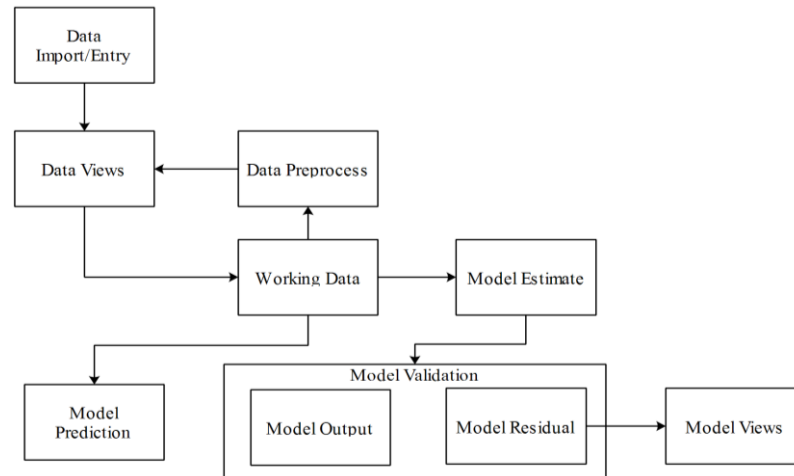 Data
Import/Entry
Data Views
Data Preprocess
Working Data
Model Estimate
Model Validation
Model
Prediction
Model Output
Model Residual
Model Views